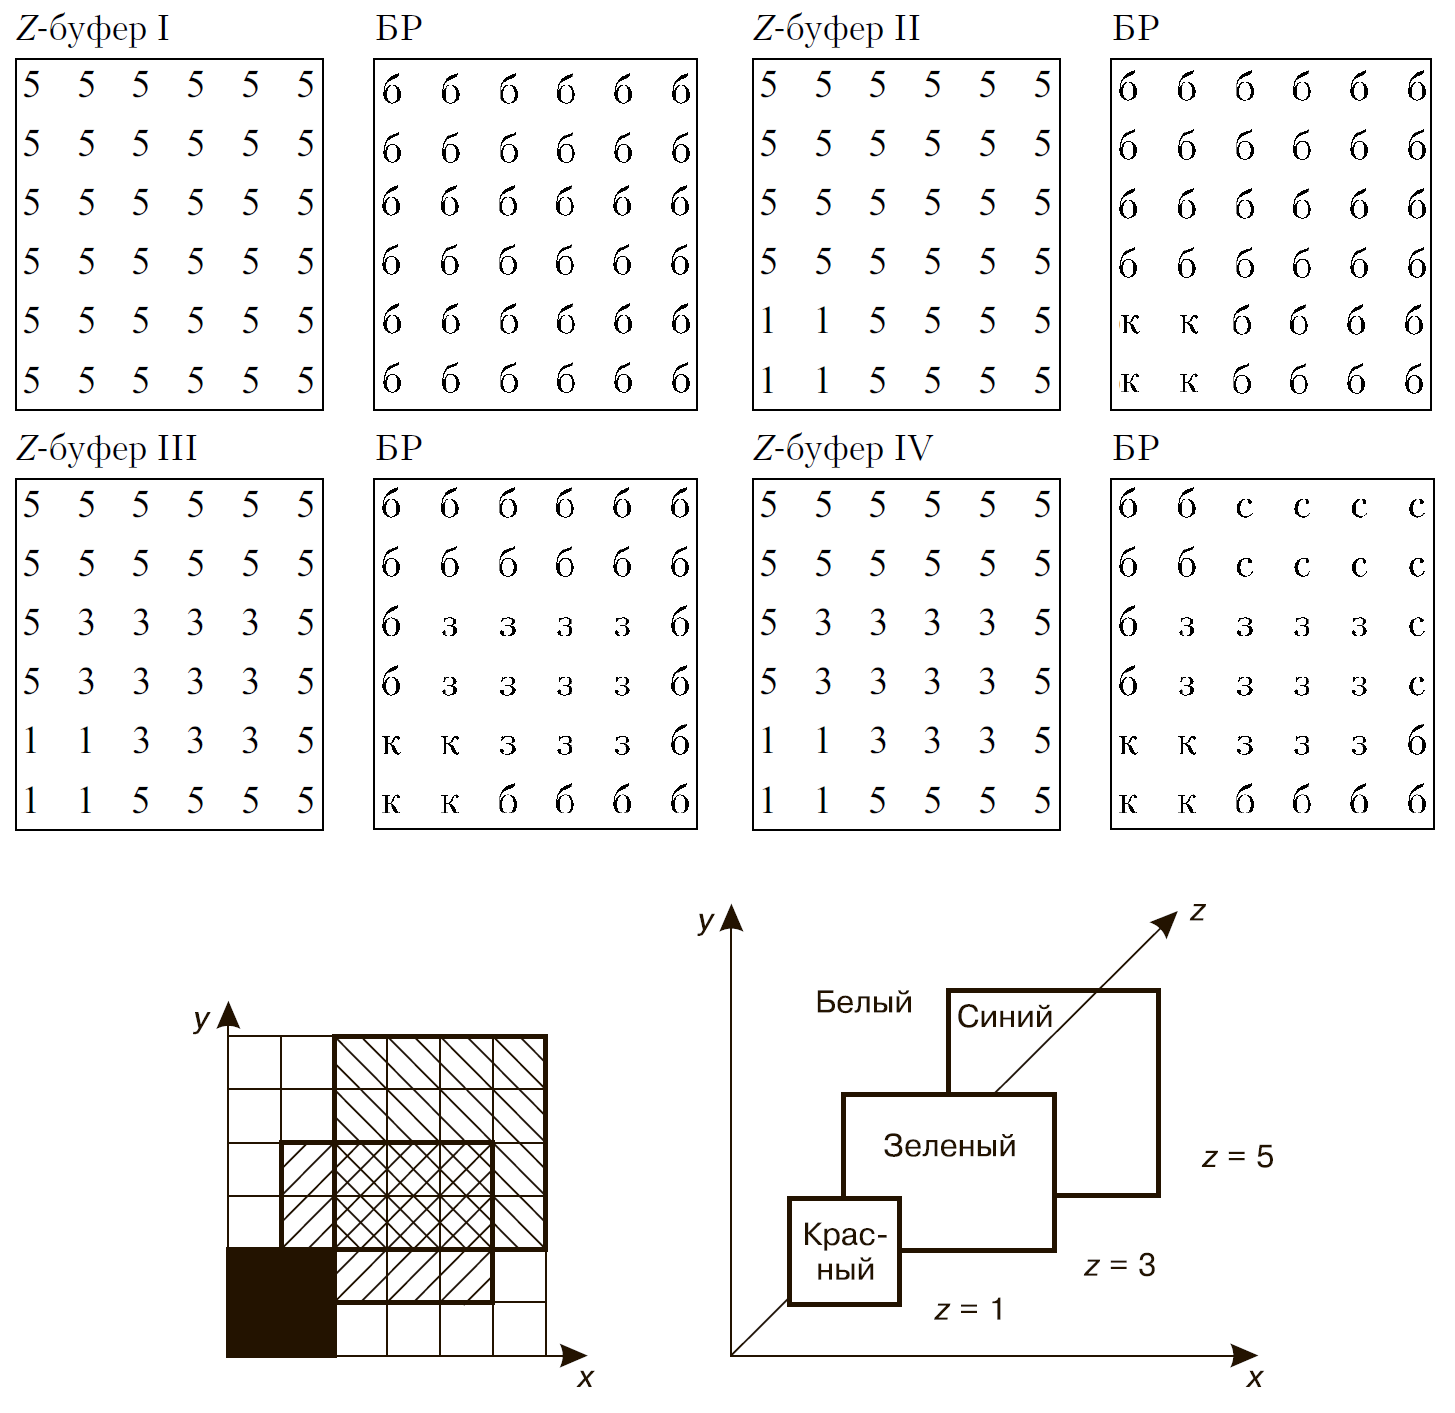 Z-буфер I БР Z-буфер II БР
5 5 5 5 5 5 б б б б б б 5 5 5 5 5 5 б б б б б б
5 5 5 5 5 5 б б б б б б 5 5 5 5 5 5 б б б б б б
5 5 5 5 5 5 б б б б б б 5 5 5 5 5 5 б б б б б б
5 5 5 5 5 5 б б б б б б 5 5 5 5 5 5 б б б б б б
5 5 5 5 5 5 б б б б б б 1 1 5 5 5 5 к к б б б б
5 5 5 5 5 5 б б б б б б 1 1 5 5 5 5 к к б б б б
Z-буфер III БР Z-буфер IV БР
5 5 5 5 5 5 б б б б б б 5 5 5 5 5 5 б б с с с с
5 5 5 5 5 5 б б б б б б 5 5 5 5 5 5 б б с с с с
5 3 3 3 3 5 б з з з з б 5 3 3 3 3 5 б з з з з с
5 3 3 3 3 5 б з з з з б 5 3 3 3 3 5 б з з з з с
1 1 3 3 3 5 к к з з з б 1 1 3 3 3 5 к к з з з б
1 1 5 5 5 5 к к б б б б 1 1 5 5 5 5 к к б б б б
y
x
y
z
Белый
Синий
Зеленый
z = 5
Крас-
ный
z = 3
z = 1
x